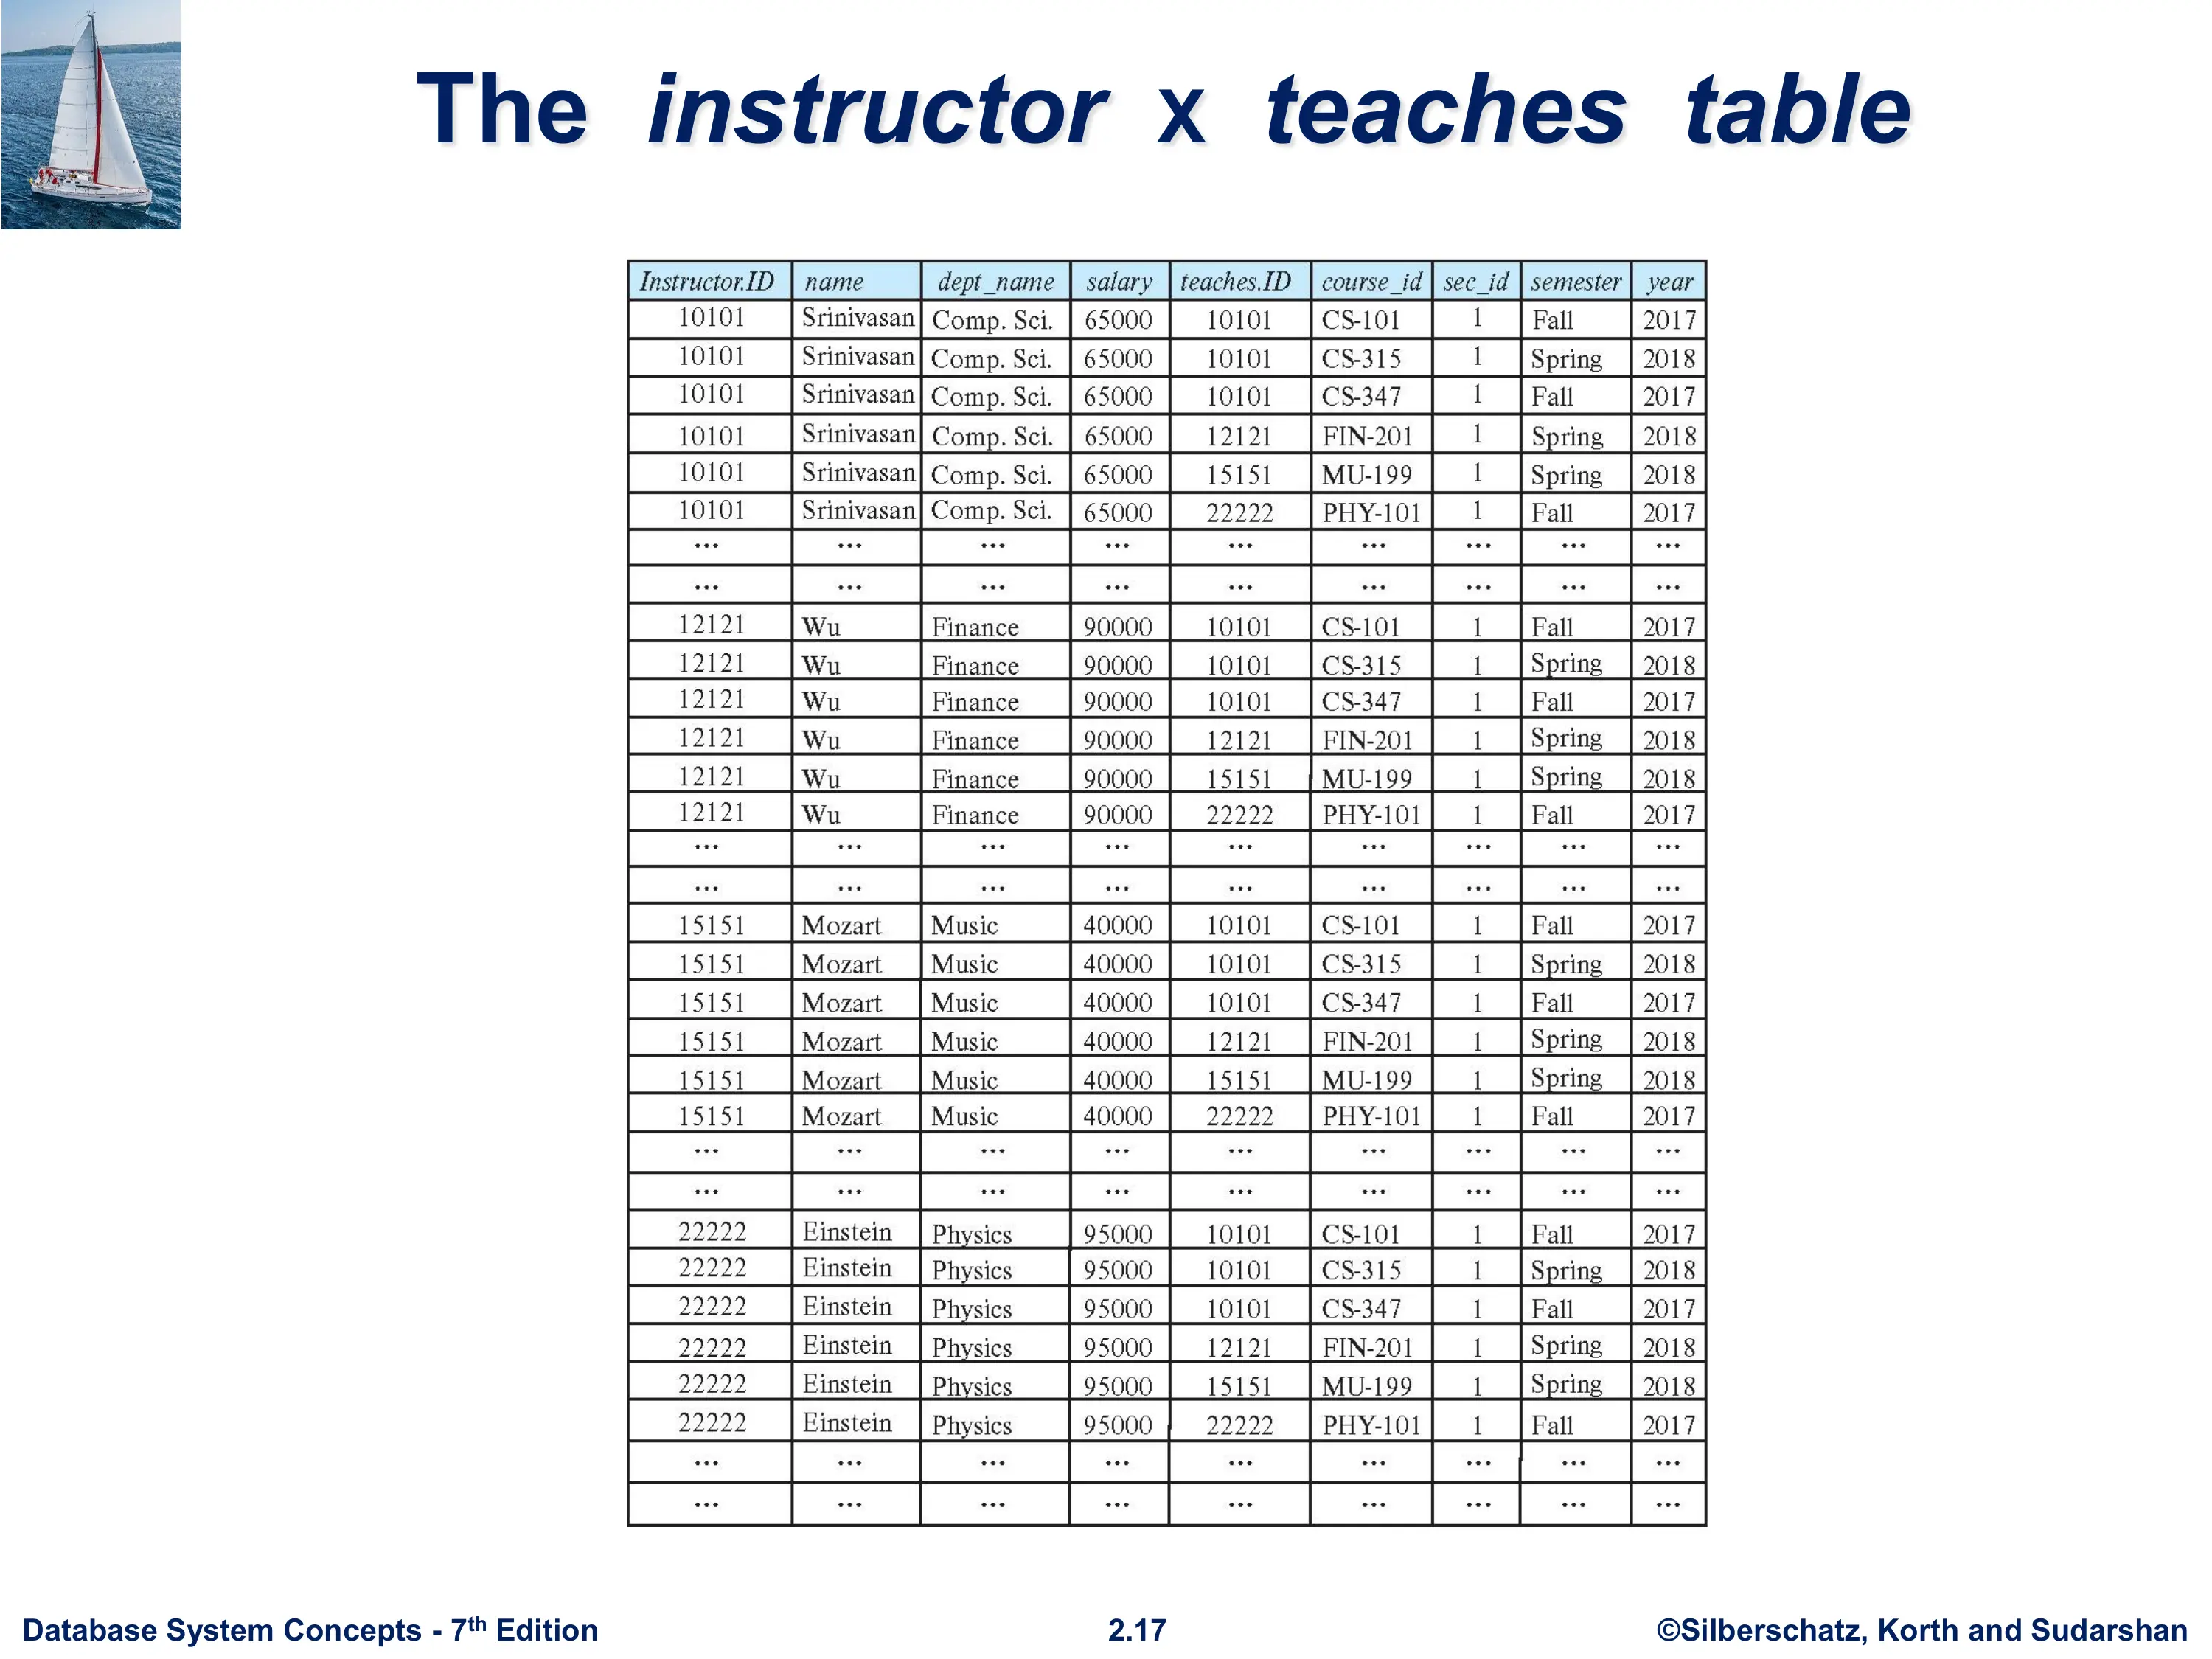 The instructor x teaches table
Instructor.ID name dept_name salary teaches.ID course_id sec_id semester year
10101 Srinivasan Comp. Sci. 65000 10101 CS-101 1 Fall 2017
10101 Srinivasan Comp. Sci. 65000 10101 CS-315 1 Spring 2018
10101 Srinivasan Comp. Sci. 65000 10101 CS-347 1 Fall 2017
10101 Srinivasan Comp. Sci. 65000 12121 FIN-201 1 Spring 2018
10101 Srinivasan Comp. Sci. 65000 15151 MU-199 1 Spring 2018
10101 Srinivasan Comp. Sci. 65000 22222 PHY-101 1 Fall 2017
... ... ... ... ... ... ... ... ...
... ... ... ... ... ... ... ... ...
12121 Wu Finance 90000 10101 CS-101 1 Fall 2017
12121 Wu Finance 90000 10101 CS-315 1 Spring 2018
12121 Wu Finance 90000 10101 CS-347 1 Fall 2017
12121 Wu Finance 90000 12121 FIN-201 1 Spring 2018
12121 Wu Finance 90000 15151 MU-199 1 Spring 2018
12121 Wu Finance 90000 22222 PHY-101 1 Fall 2017
... ... ... ... ... ... ... ... ...
... ... ... ... ... ... ... ... ...
15151 Mozart Music 40000 10101 CS-101 1 Fall 2017
15151 Mozart Music 40000 10101 CS-315 1 Spring 2018
15151 Mozart Music 40000 10101 CS-347 1 Fall 2017
15151 Mozart Music 40000 12121 FIN-201 1 Spring 2018
15151 Mozart Music 40000 15151 MU-199 1 Spring 2018
15151 Mozart Music 40000 22222 PHY-101 1 Fall 2017
... ... ... ... ... ... ... ... ...
... ... ... ... ... ... ... ... ...
22222 Einstein Physics 95000 10101 CS-101 1 Fall 2017
22222 Einstein Physics 95000 10101 CS-315 1 Spring 2018
22222 Einstein Physics 95000 10101 CS-347 1 Fall 2017
22222 Einstein Physics 95000 12121 FIN-201 1 Spring 2018
22222 Einstein Physics 95000 15151 MU-199 1 Spring 2018
22222 Einstein Physics 95000 22222 PHY-101 1 Fall 2017
... ... ... ... ... ... ... ... ...
... ... ... ... ... ... ... ... ...
Database System Concepts - 7th Edition 2.17 ©Silberschatz, Korth and Sudarshan